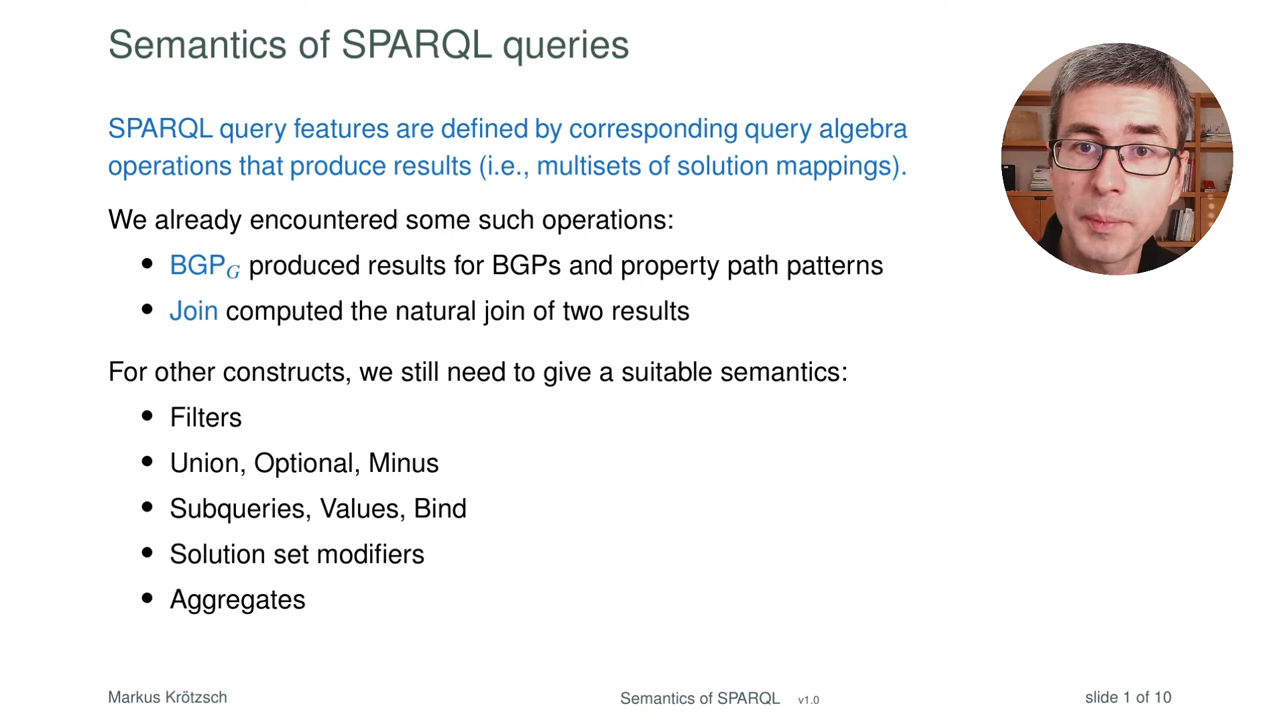 Semantics of SPARQL queries
SPARQL query features are defined by corresponding query algebra
operations that produce results (i.e., multisets of solution mappings).
We already encountered some such operations:
• BGP_G produced results for BGPs and property path patterns
• Join computed the natural join of two results
For other constructs, we still need to give a suitable semantics:
• Filters
• Union, Optional, Minus
• Subqueries, Values, Bind
• Solution set modifiers
• Aggregates
Markus Krötzsch Semantics of SPARQL v1.0 slide 1 of 10